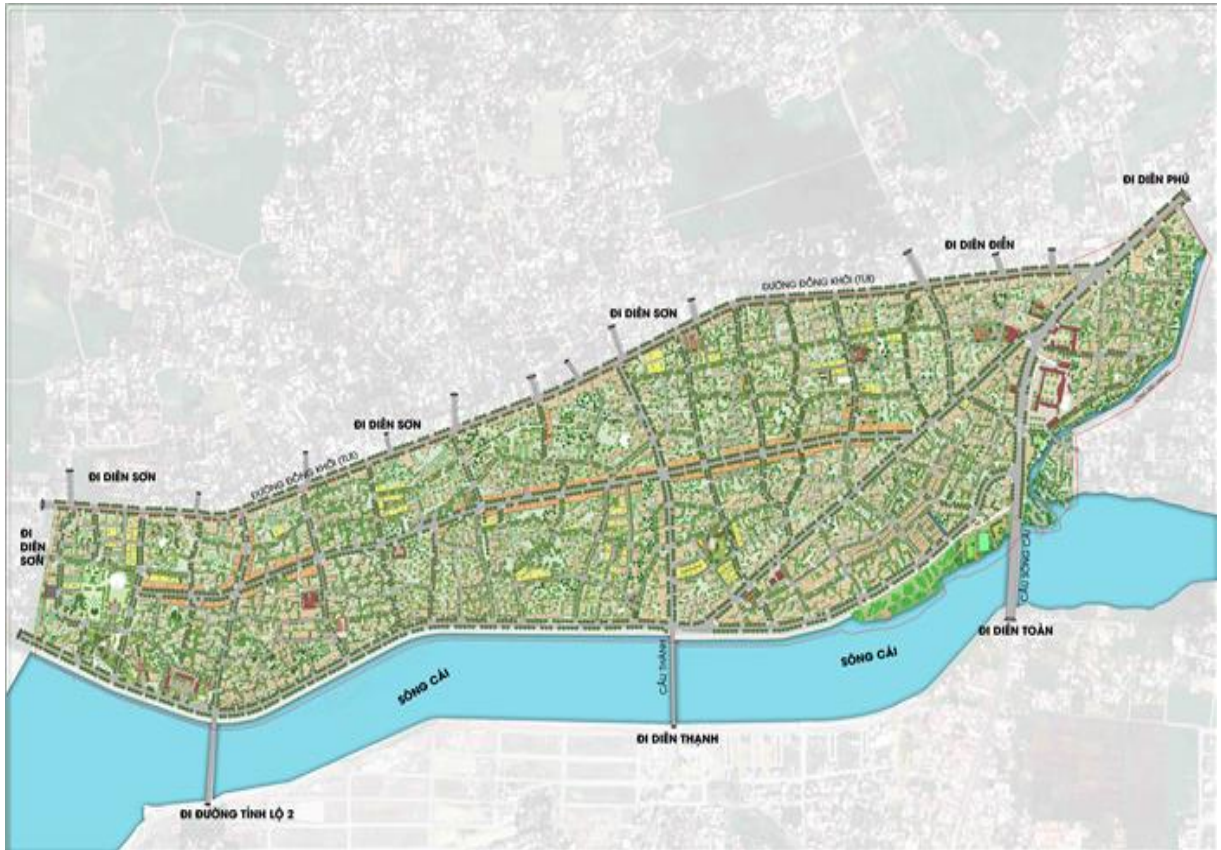 ĐI DIÊN PHÚ
ĐI DIÊN ĐIỀN
ĐƯỜNG ĐỒNG KHỞI (TL8)
ĐI DIÊN SƠN
ĐI DIÊN SƠN
ĐƯỜNG ĐỒNG KHỞI (TL8)
ĐI DIÊN SƠN
ĐI
DIÊN
SƠN
CẦU SÔNG CÁI
ĐI DIÊN TOÀN
SÔNG CÁI
CẦU THÀNH
SÔNG CÁI
ĐI DIÊN THẠNH
ĐI ĐƯỜNG TỈNH LỘ 2